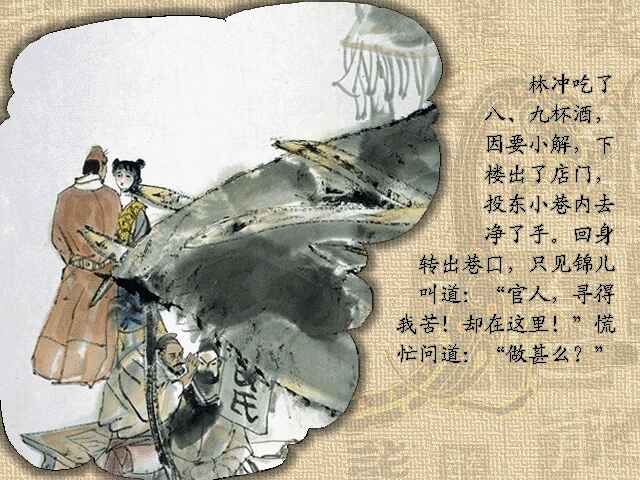 林冲吃了
八、九杯酒，
因要小解，下
楼出了店门，
投东小巷内去
净了手。回身
转出巷口，只见锦儿
叫道：“官人，寻得
我苦！却在这里！”慌
忙问道：“做甚么？”